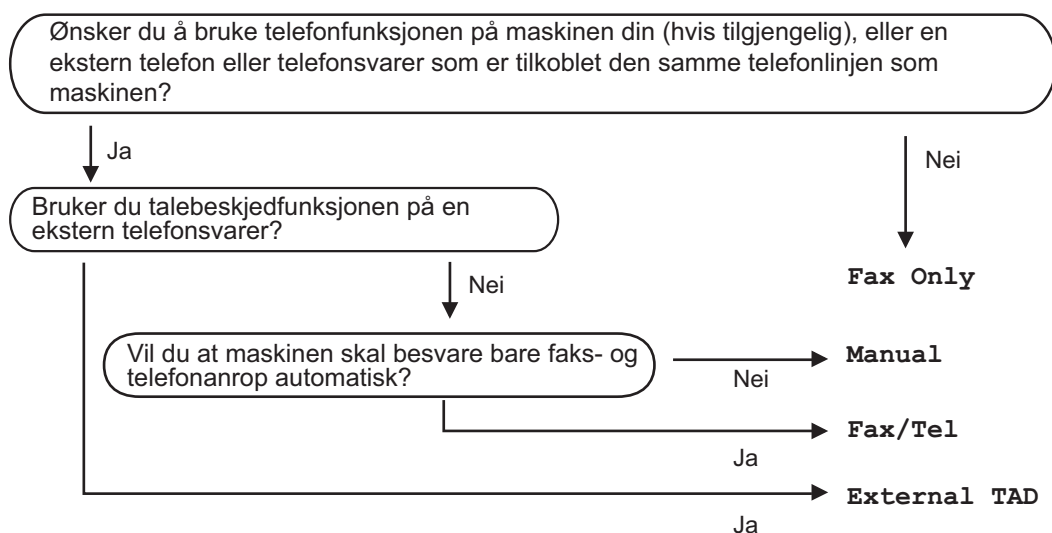 Ønsker du å bruke telefonfunksjonen på maskinen din (hvis tilgjengelig), eller en
ekstern telefon eller telefonsvarer som er tilkoblet den samme telefonlinjen som
maskinen?
Ja
Nei
Bruker du talebeskjedfunksjonen på en
ekstern telefonsvarer?
Nei
Fax Only
Vil du at maskinen skal besvare bare faks- og
telefonanrop automatisk?
Nei
Manual
Ja
Fax/Tel
Ja
External TAD